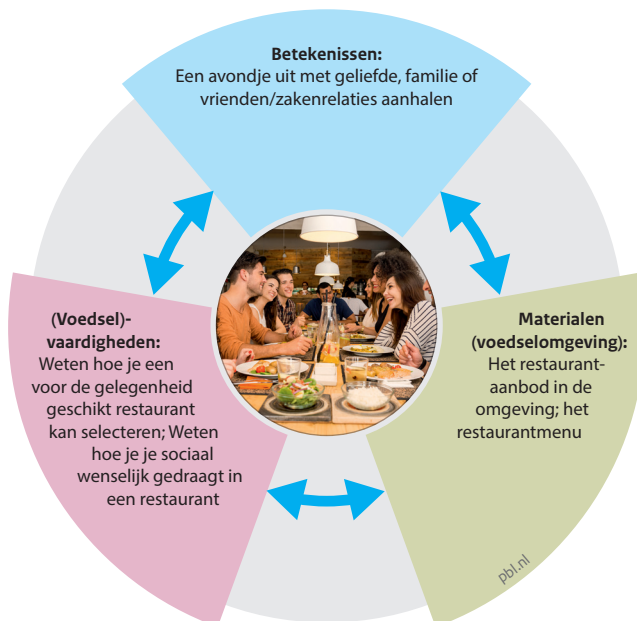 Betekenissen:
Een avondje uit met geliefde, familie of
vrienden/zakenrelaties aanhalen
(Voedsel)-
vaardigheden:
Weten hoe je een
voor de gelegenheid
geschikt restaurant
kan selecteren; Weten
hoe je je sociaal
wenselijk gedraagt in
een restaurant
Materialen
(voedselomgeving):
Het restaurant-
aanbod in de
omgeving; het
restaurantmenu
pbl.nl